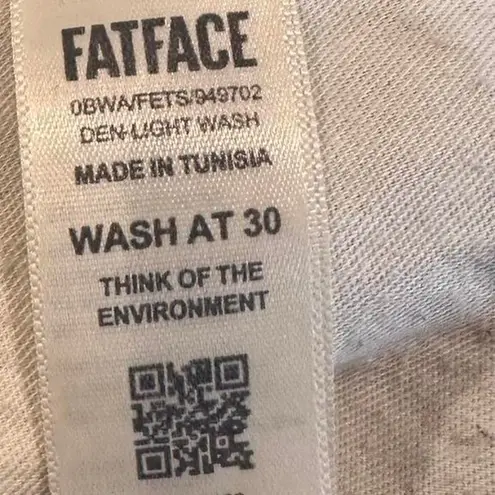 FATFACE
0BWA/FETS/949702
DEN-LIGHT WASH
MADE IN TUNISIA
WASH AT 30
THINK OF THE
ENVIRONMENT